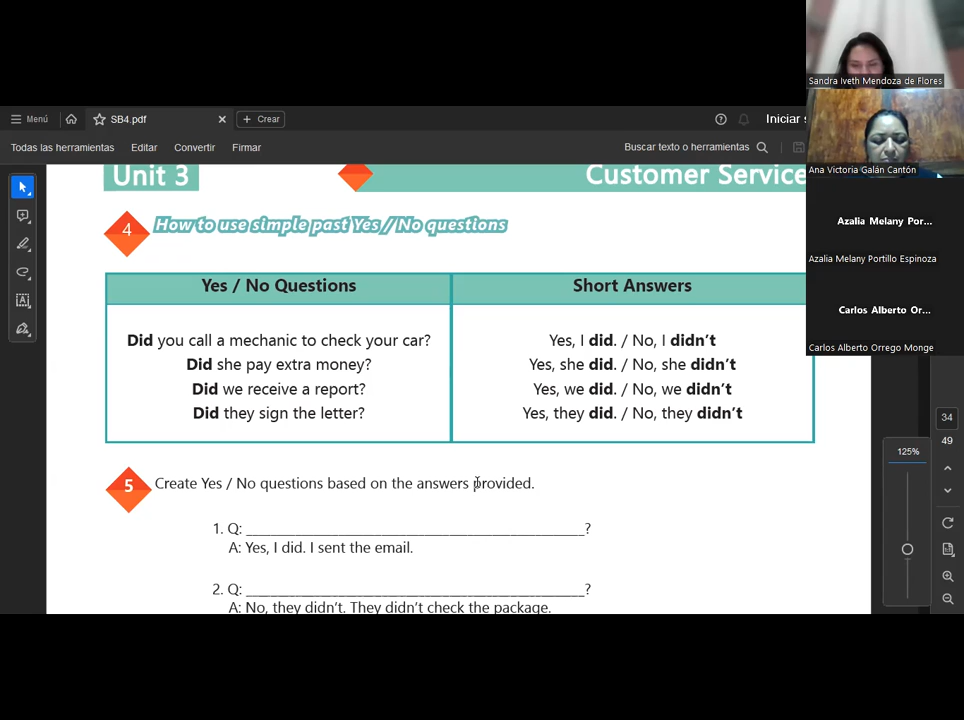 Menú
SB4.pdf
Crear
Iniciar s
Todas las herramientas
Editar
Convertir
Firmar
Buscar texto o herramientas
Unit 3
Customer Service
4
How to use simple past Yes / No questions
Yes / No Questions
Short Answers
Did you call a mechanic to check your car?
Yes, I did. / No, I didn't
Did she pay extra money?
Yes, she did. / No, she didn't
Did we receive a report?
Yes, we did. / No, we didn't
Did they sign the letter?
Yes, they did. / No, they didn't
5
Create Yes / No questions based on the answers provided.
1. Q: ______________________________________?
A: Yes, I did. I sent the email.
2. Q: ______________________________________?
A: No, they didn't. They didn't check the package.
Sandra Iveth Mendoza de Flores
Ana Victoria Galán Cantón
Azalia Melany Por...
Azalia Melany Portillo Espinoza
Carlos Alberto Or...
Carlos Alberto Orrego Monge
34
49
125%